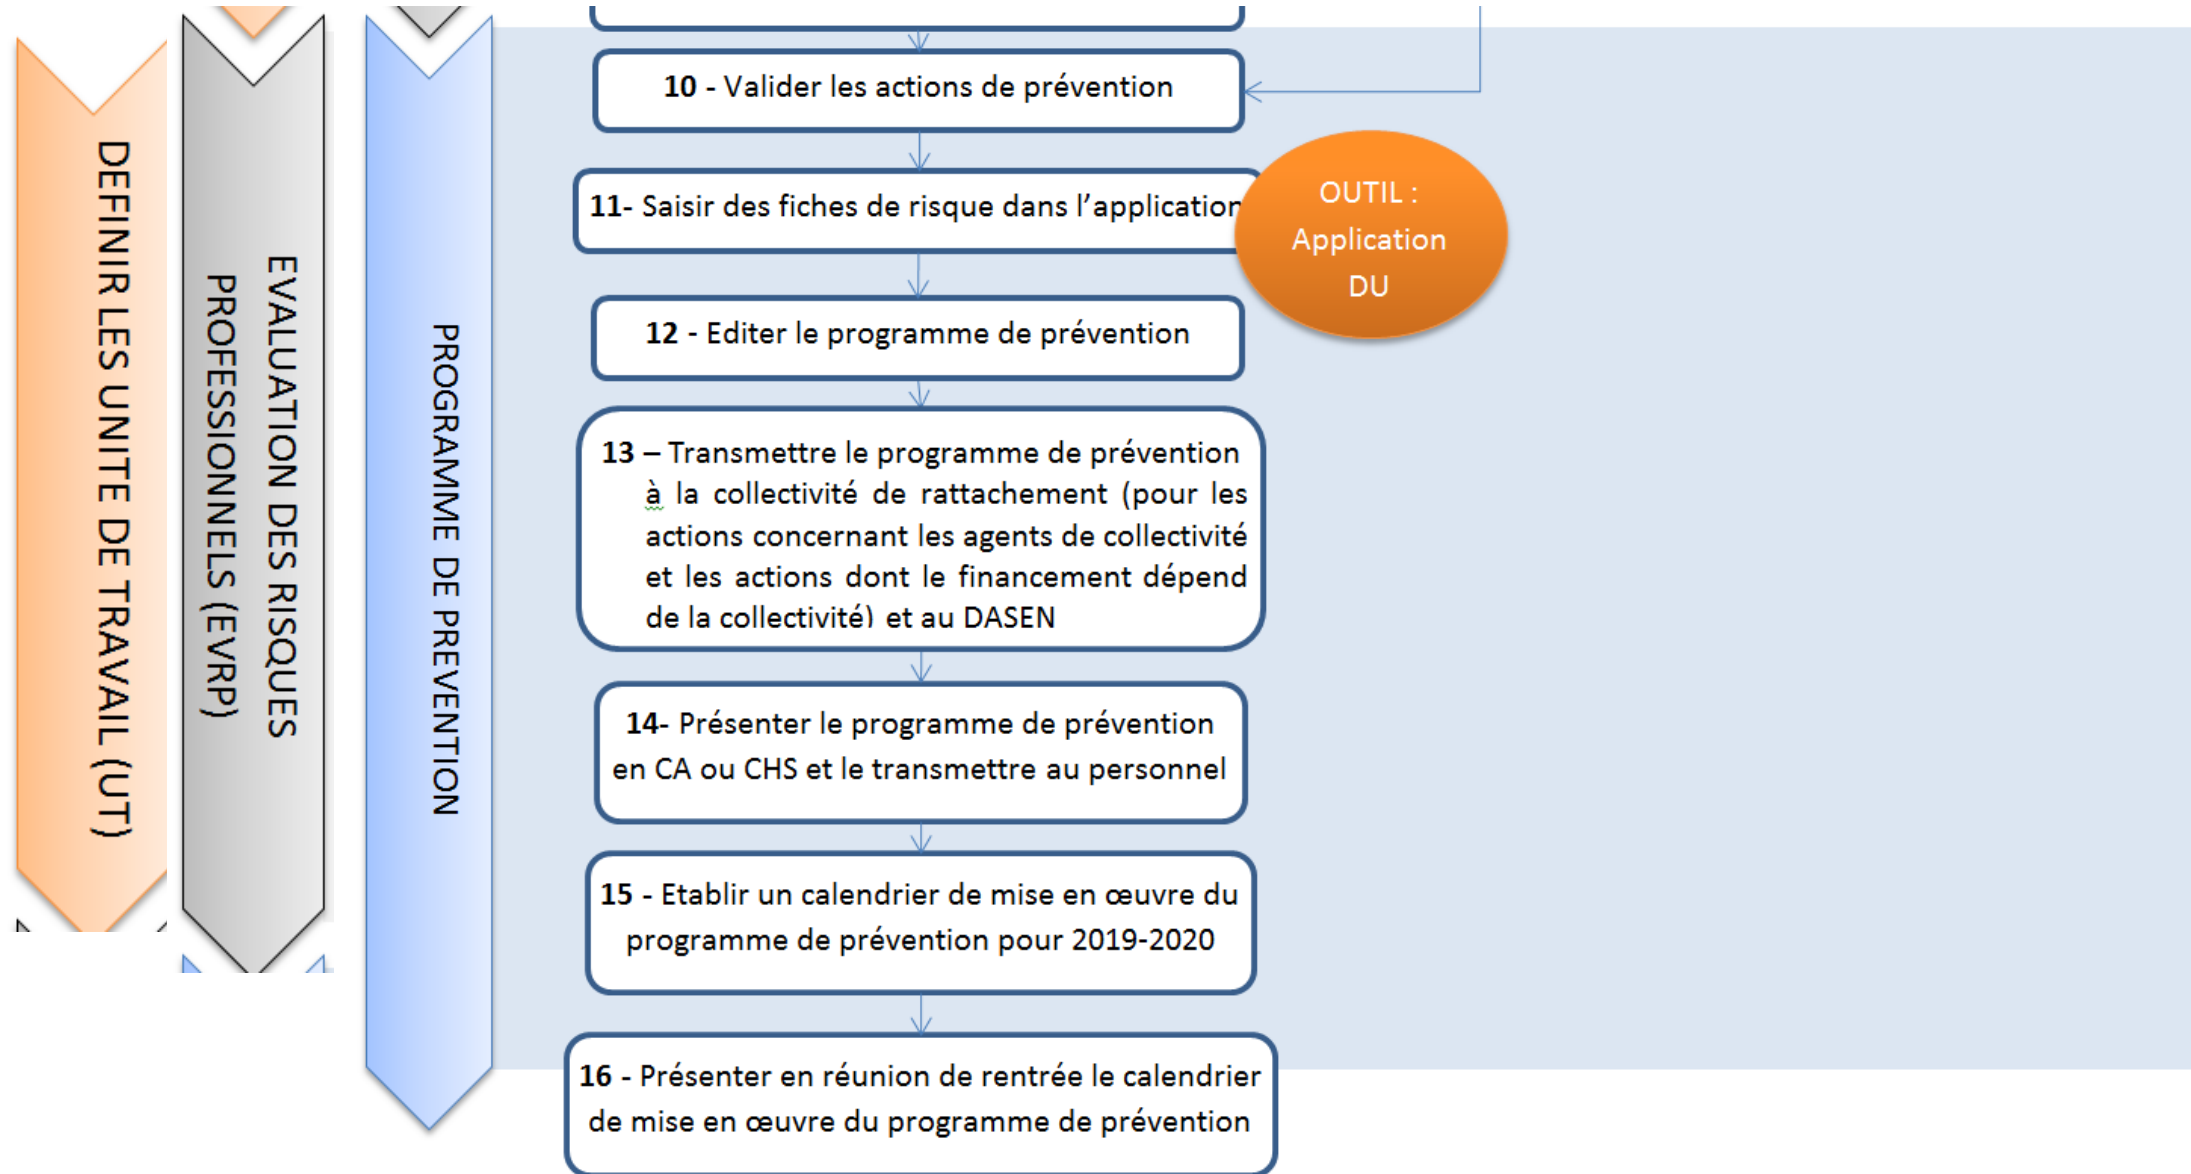 DEFINIR LES UNITE DE TRAVAIL (UT)
EVALUATION DES RISQUES
PROFESSIONNELS (EVRP)
PROGRAMME DE PREVENTION
10 - Valider les actions de prévention
11- Saisir des fiches de risque dans l’application
OUTIL :
Application
DU
12 - Editer le programme de prévention
13 – Transmettre le programme de prévention
à la collectivité de rattachement (pour les
actions concernant les agents de collectivité
et les actions dont le financement dépend
de la collectivité) et au DASEN
14- Présenter le programme de prévention
en CA ou CHS et le transmettre au personnel
15 - Etablir un calendrier de mise en œuvre du
programme de prévention pour 2019-2020
16 - Présenter en réunion de rentrée le calendrier
de mise en œuvre du programme de prévention